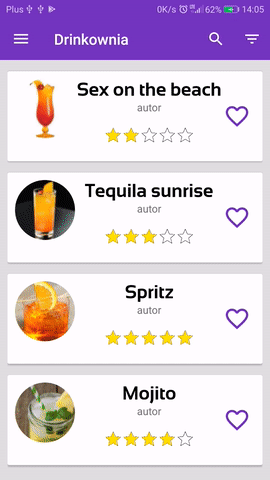 Plus 0K/s 62% 14:05
Drinkownia
Sex on the beach
autor
Tequila sunrise
autor
Spritz
autor
Mojito
autor